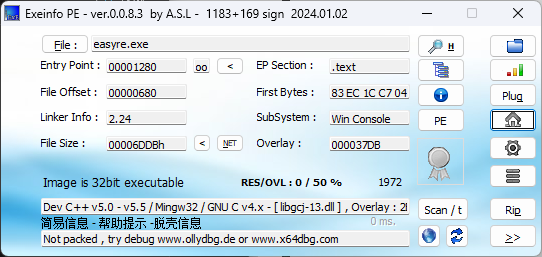 Exeinfo PE - ver.0.0.8.3 by A.S.L - 1183+169 sign 2024.01.02
File : easyre.exe H
Entry Point : 00001280 oo < EP Section : .text
File Offset : 00000680 First Bytes : 83 EC 1C C7 04 Plug
Linker Info : 2.24 SubSystem : Win Console PE
File Size : 00006DDBh < NET Overlay : 000037DB
Image is 32bit executable RES/OVL : 0 / 50 % 1972
Dev C++ v5.0 - v5.5 / Mingw32 / GNU C v4.x - [ libgcj-13.dll ] , Overlay : 2I Scan / t Rip
简易信息 - 帮助提示 -脱壳信息 0 ms.
Not packed , try debug www.ollydbg.de or www.x64dbg.com >>